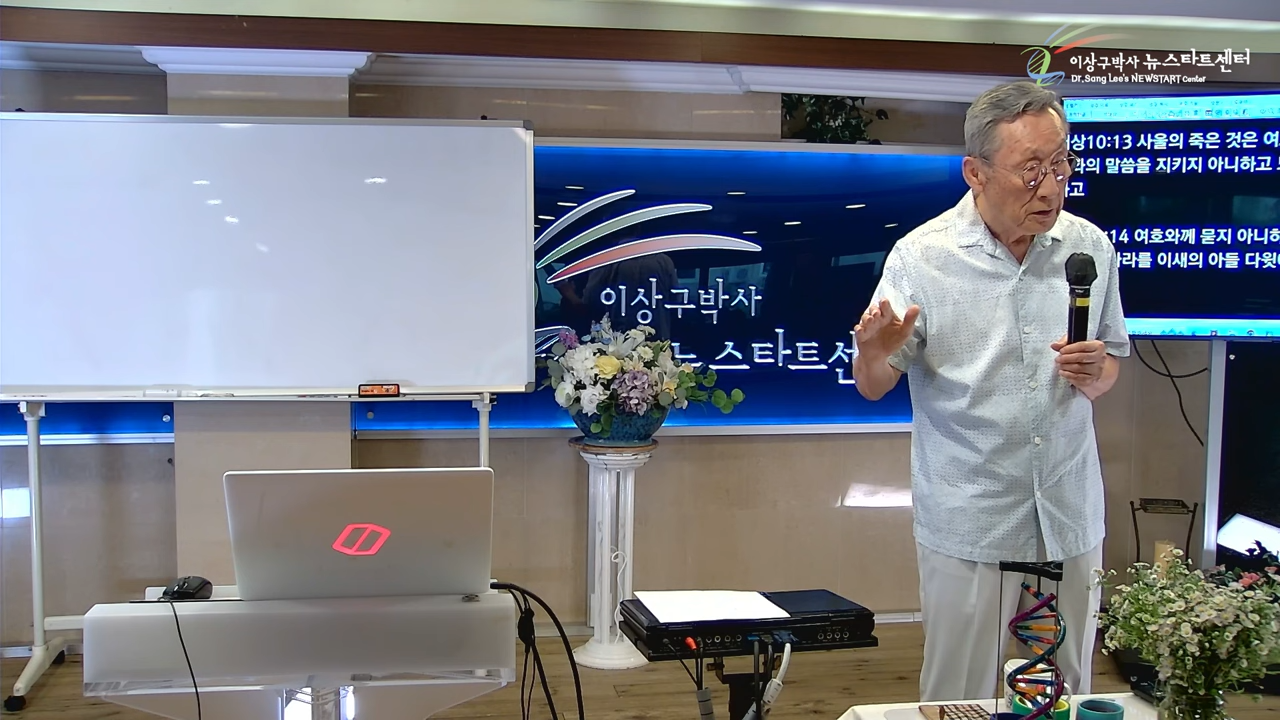 이상구박사 뉴스타트센터
Dr.Sang Lee's NEWSTART Center
상10:13 사울의 죽은 것은 여
와의 말씀을 지키지 아니하고
고
14 여호와께 묻지 아니하
나라를 이새의 아들 다윗
이상구박사
뉴스타트센